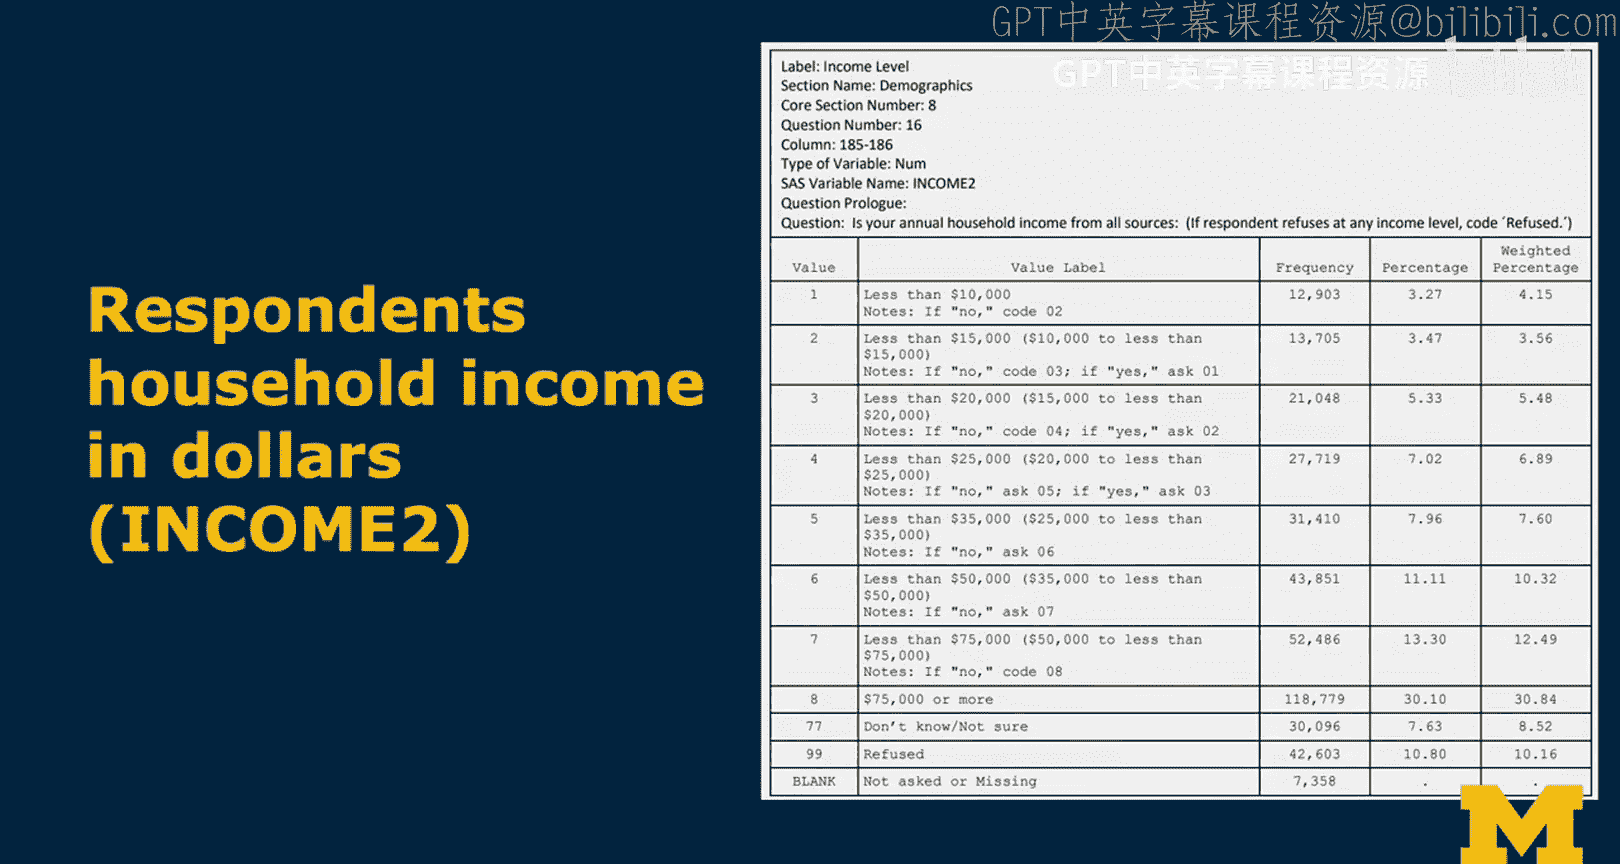 GPT中英字幕课程资源@bilibili.com
GPT中英字幕课程资源
Respondents
household income
in dollars
(INCOME2)
Label: Income Level
Section Name: Demographics
Core Section Number: 8
Question Number: 16
Column: 185-186
Type of Variable: Num
SAS Variable Name: INCOME2
Question Prologue:
Question: Is your annual household income from all sources: (If respondent refuses at any income level, code ´Refused.´)
Value Value Label Frequency Percentage Weighted Percentage
1 Less than $10,000 12,903 3.27 4.15
Notes: If "no," code 02
2 Less than $15,000 ($10,000 to less than 13,705 3.47 3.56
$15,000)
Notes: If "no," code 03; if "yes," ask 01
3 Less than $20,000 ($15,000 to less than 21,048 5.33 5.48
$20,000)
Notes: If "no," code 04; if "yes," ask 02
4 Less than $25,000 ($20,000 to less than 27,719 7.02 6.89
$25,000)
Notes: If "no," ask 05; if "yes," ask 03
5 Less than $35,000 ($25,000 to less than 31,410 7.96 7.60
$35,000)
Notes: If "no," ask 06
6 Less than $50,000 ($35,000 to less than 43,851 11.11 10.32
$50,000)
Notes: If "no," ask 07
7 Less than $75,000 ($50,000 to less than 52,486 13.30 12.49
$75,000)
Notes: If "no," code 08
8 $75,000 or more 118,779 30.10 30.84
77 Don't know/Not sure 30,096 7.63 8.52
99 Refused 42,603 10.80 10.16
BLANK Not asked or Missing 7,358 . .
M